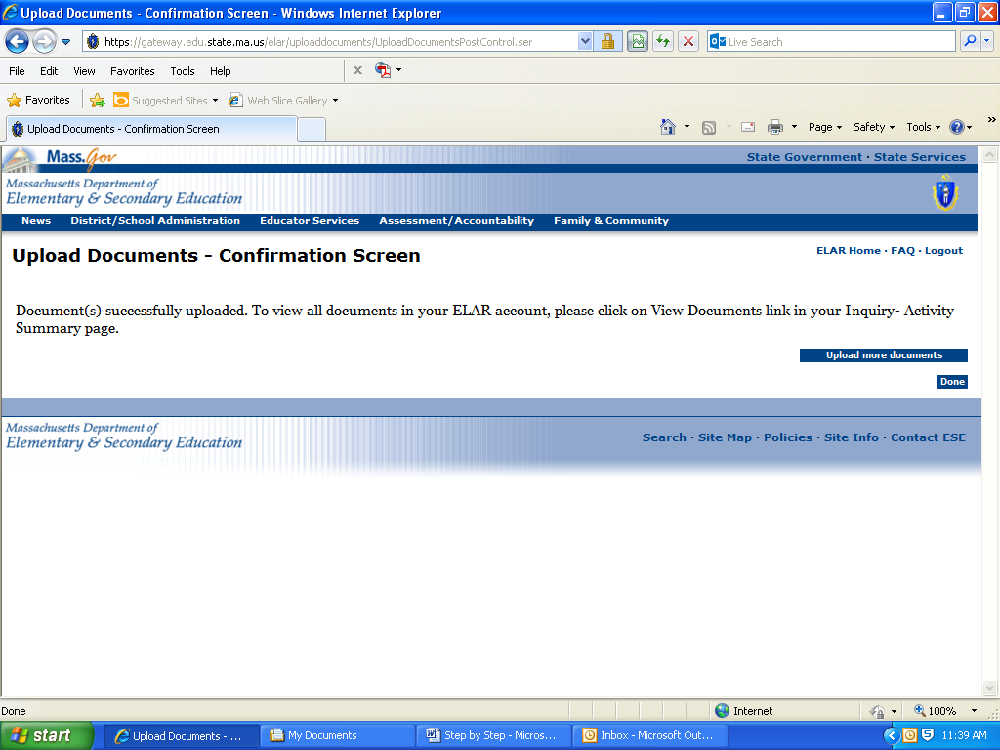 Upload Documents - Confirmation Screen - Windows Internet Explorer
https://gateway.edu.state.ma.us/elar/uploaddocuments/UploadDocumentsPostControl.ser
Live Search
File Edit View Favorites Tools Help
Favorites Suggested Sites Web Slice Gallery
Upload Documents - Confirmation Screen
Page Safety Tools
Mass.Gov
State Government · State Services
Massachusetts Department of
Elementary & Secondary Education
News District/School Administration Educator Services Assessment/Accountability Family & Community
Upload Documents - Confirmation Screen
ELAR Home · FAQ · Logout
Document(s) successfully uploaded. To view all documents in your ELAR account, please click on View Documents link in your Inquiry- Activity
Summary page.
Upload more documents
Done
Massachusetts Department of
Elementary & Secondary Education
Search · Site Map · Policies · Site Info · Contact ESE
Done
Internet
100%
start
Upload Documents - ...
My Documents
Step by Step - Micros...
Inbox - Microsoft Out...
11:39 AM